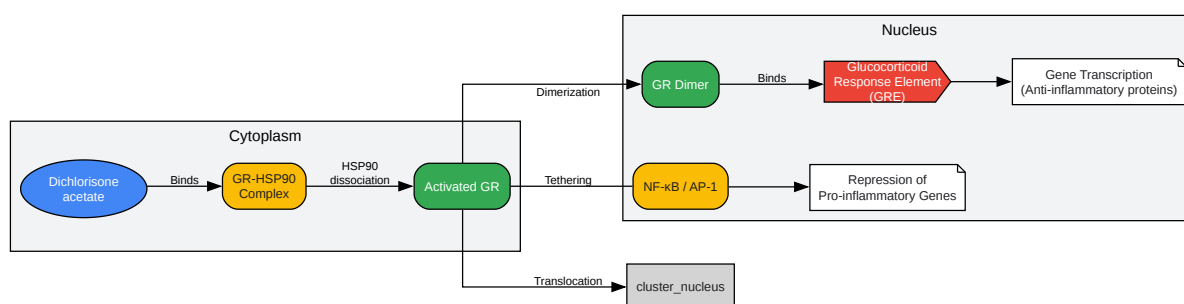 Nucleus
Glucocorticoid
Response Element
(GRE)
GR Dimer
Binds
Gene Transcription
(Anti-inflammatory proteins)
Dimerization
Cytoplasm
HSP90
dissociation
Dichlorisone
acetate
Binds
GR-HSP90
Complex
Activated GR
Tethering
NF-κB / AP-1
Repression of
Pro-inflammatory Genes
Translocation
cluster_nucleus